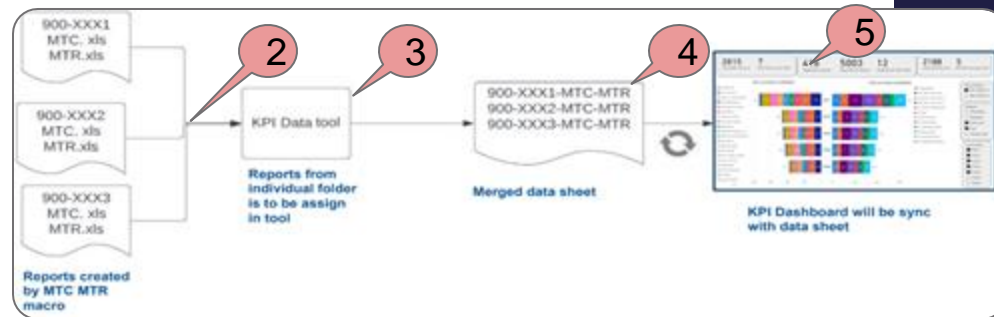 900-XXX1
MTC. xls
MTR.xls
900-XXX2
MTC. xls
MTR.xls
900-XXX3
MTC. xls
MTR.xls
Reports created
by MTC MTR
macro
2
KPI Data tool
3
Reports from
individual folder
is to be assign
in tool
900-XXX1-MTC-MTR
900-XXX2-MTC-MTR
900-XXX3-MTC-MTR
4
Merged data sheet
5
7
5003
12
KPI Dashboard will be sync
with data sheet